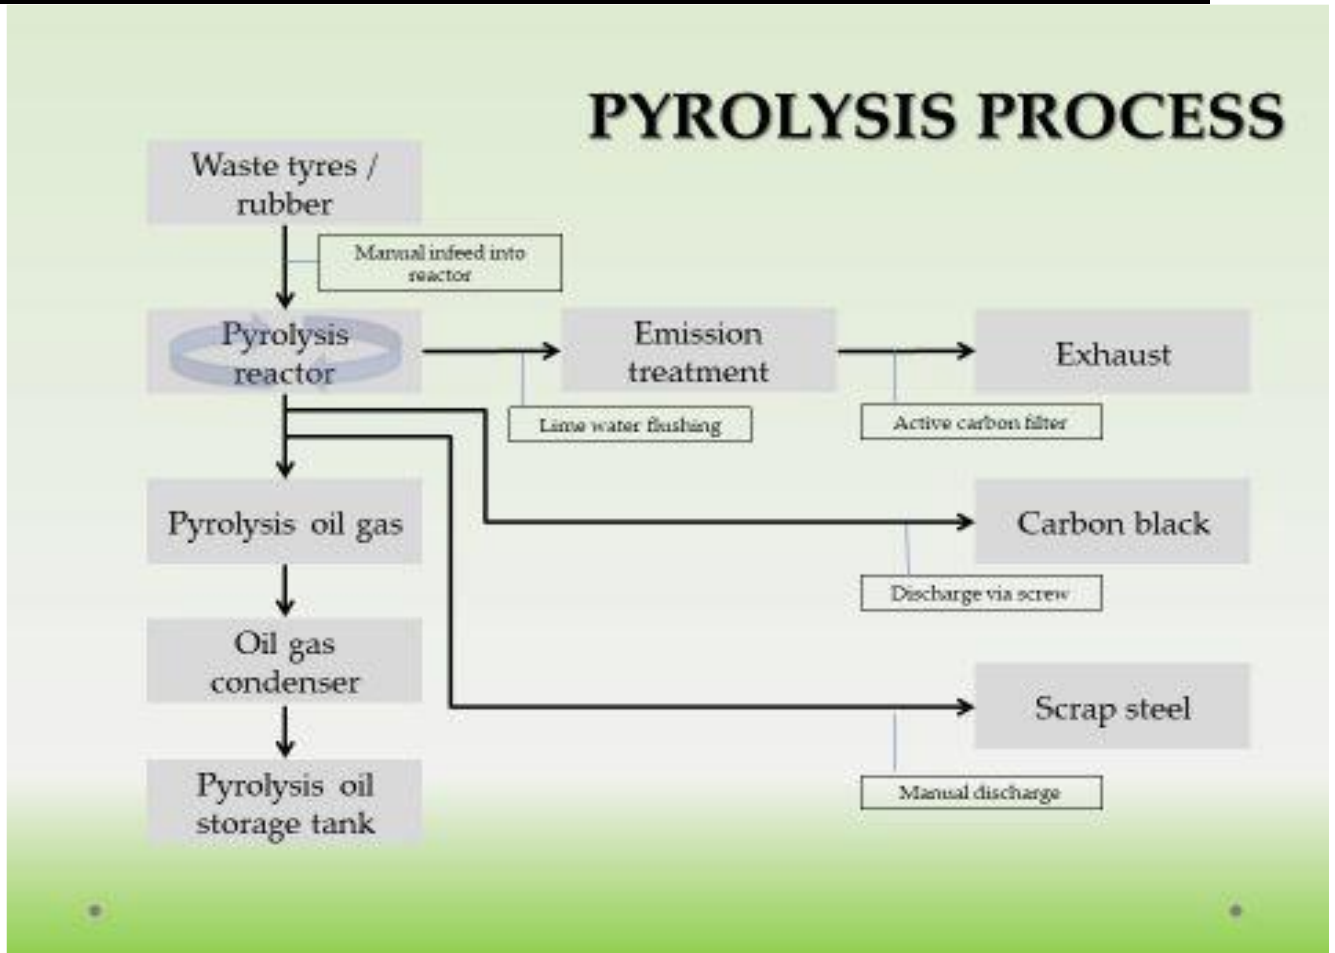 PYROLYSIS PROCESS
Waste tyres /
rubber
Manual infeed into
reactor
Pyrolysis
reactor
Emission
treatment
Exhaust
Lime water flushing
Active carbon filter
Pyrolysis oil gas
Carbon black
Discharge via screw
Oil gas
condenser
Scrap steel
Pyrolysis oil
storage tank
Manual discharge